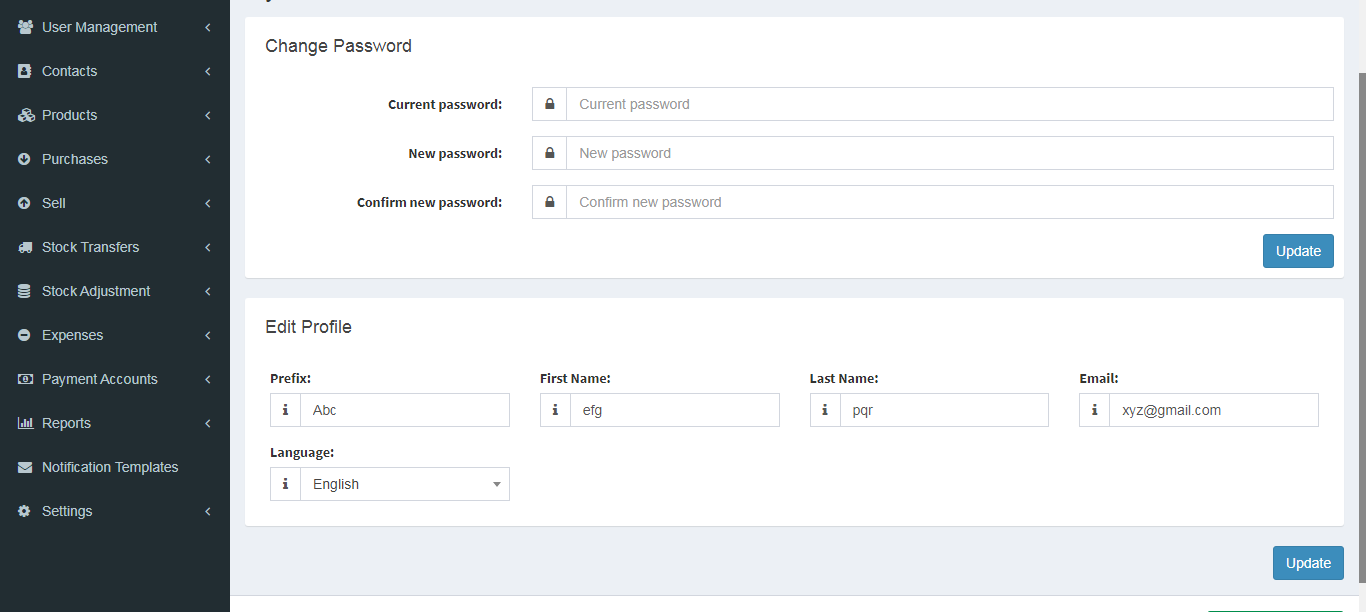 User Management
Contacts
Products
Purchases
Sell
Stock Transfers
Stock Adjustment
Expenses
Payment Accounts
Reports
Notification Templates
Settings
Change Password
Current password: Current password
New password: New password
Confirm new password: Confirm new password
Update
Edit Profile
Prefix: First Name: Last Name: Email:
Abc efg pqr xyz@gmail.com
Language:
English
Update